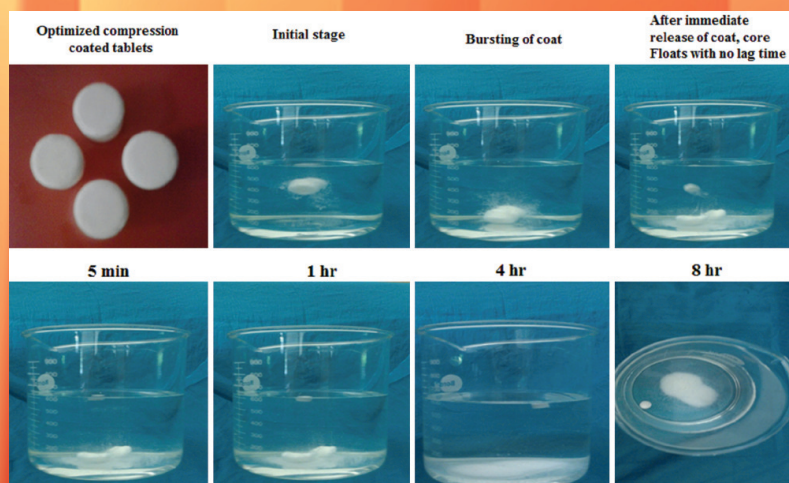 Optimized compression
coated tablets
Initial stage
Bursting of coat
After immediate
release of coat, core
Floats with no lag time
5 min
1 hr
4 hr
8 hr